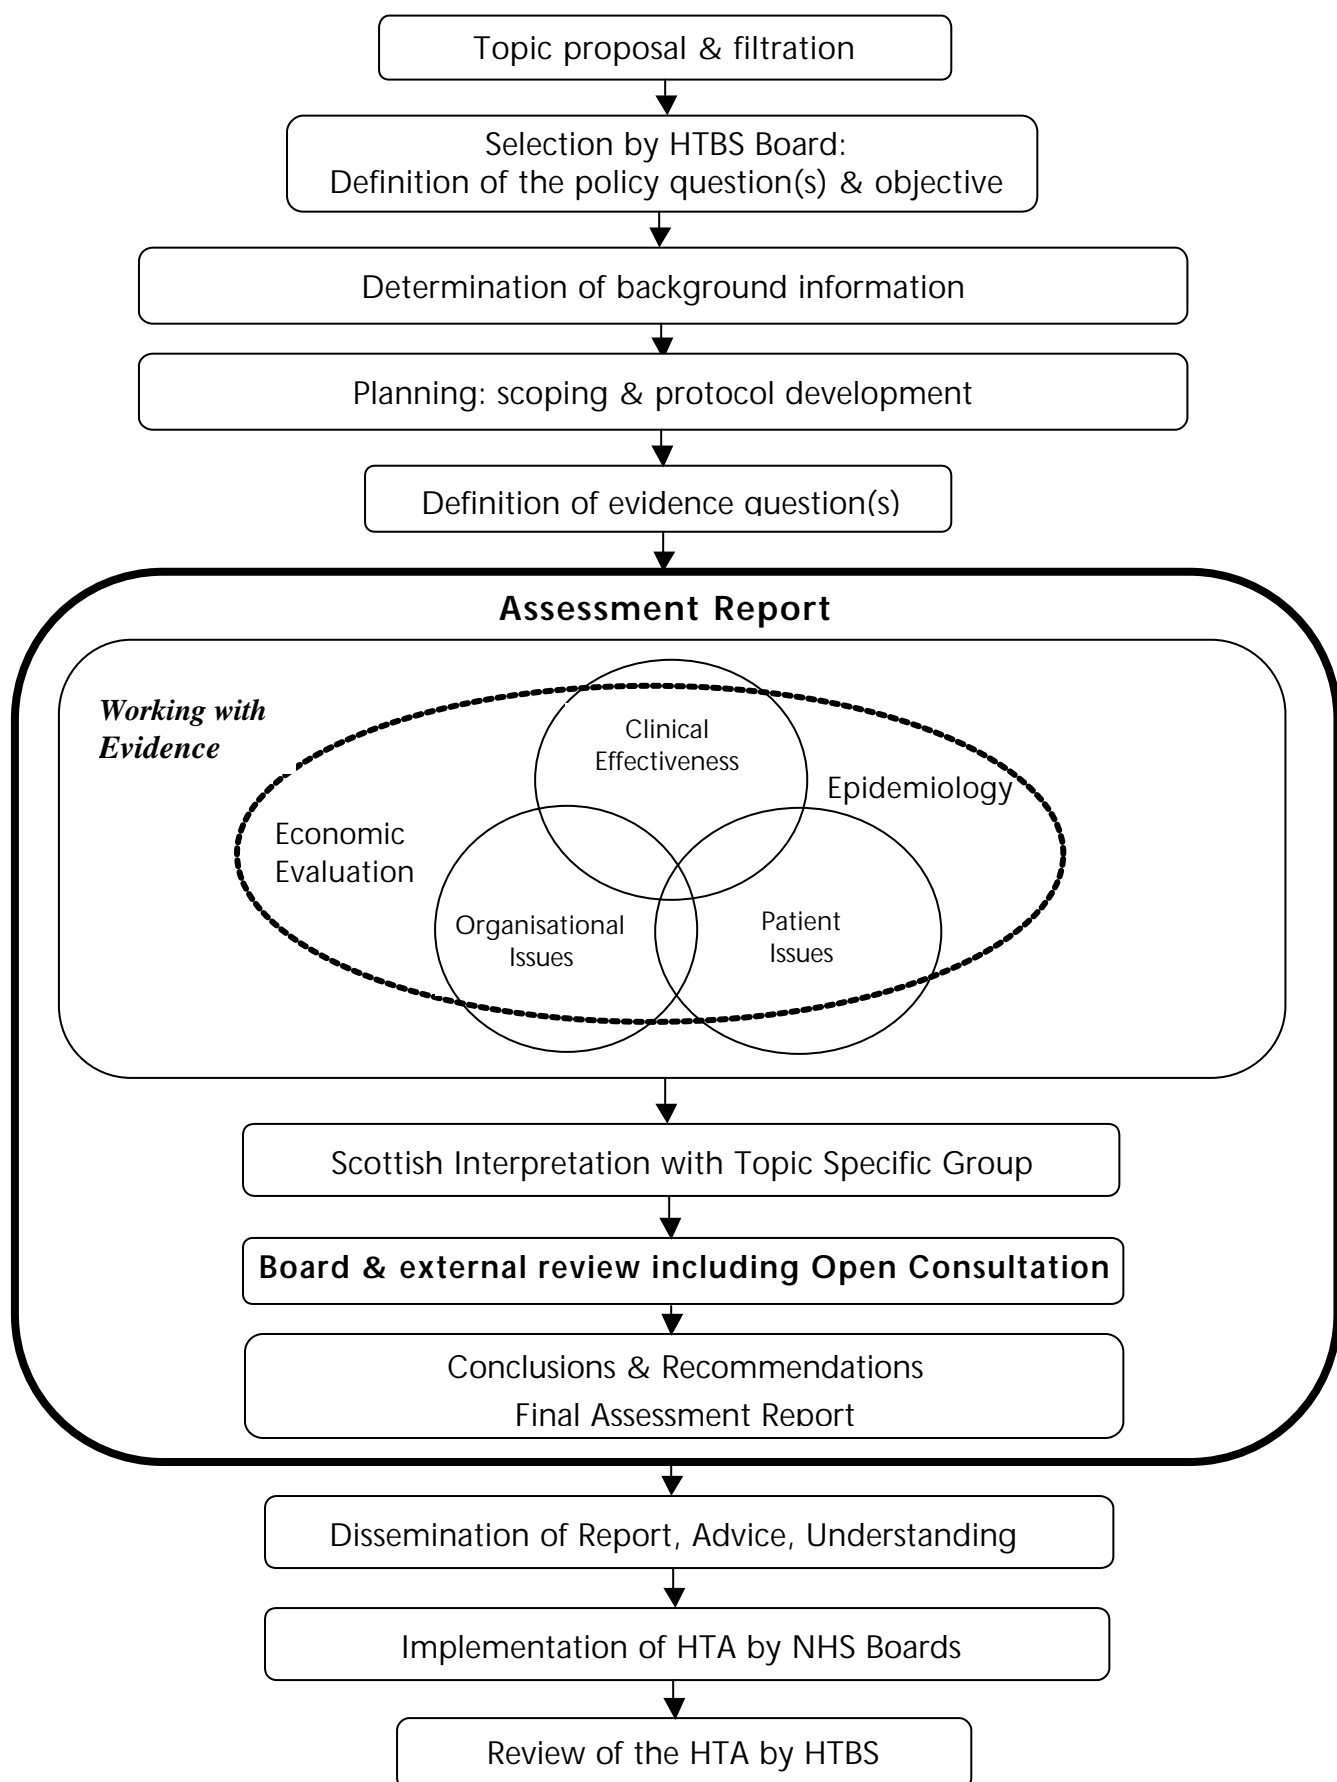 Topic proposal & filtration
Selection by HTBS Board:
Definition of the policy question(s) & objective
Determination of background information
Planning: scoping & protocol development
Definition of evidence question(s)
Assessment Report
Working with
Evidence
Clinical
Effectiveness
Epidemiology
Economic
Evaluation
Organisational
Issues
Patient
Issues
Scottish Interpretation with Topic Specific Group
Board & external review including Open Consultation
Conclusions & Recommendations
Final Assessment Report
Dissemination of Report, Advice, Understanding
Implementation of HTA by NHS Boards
Review of the HTA by HTBS